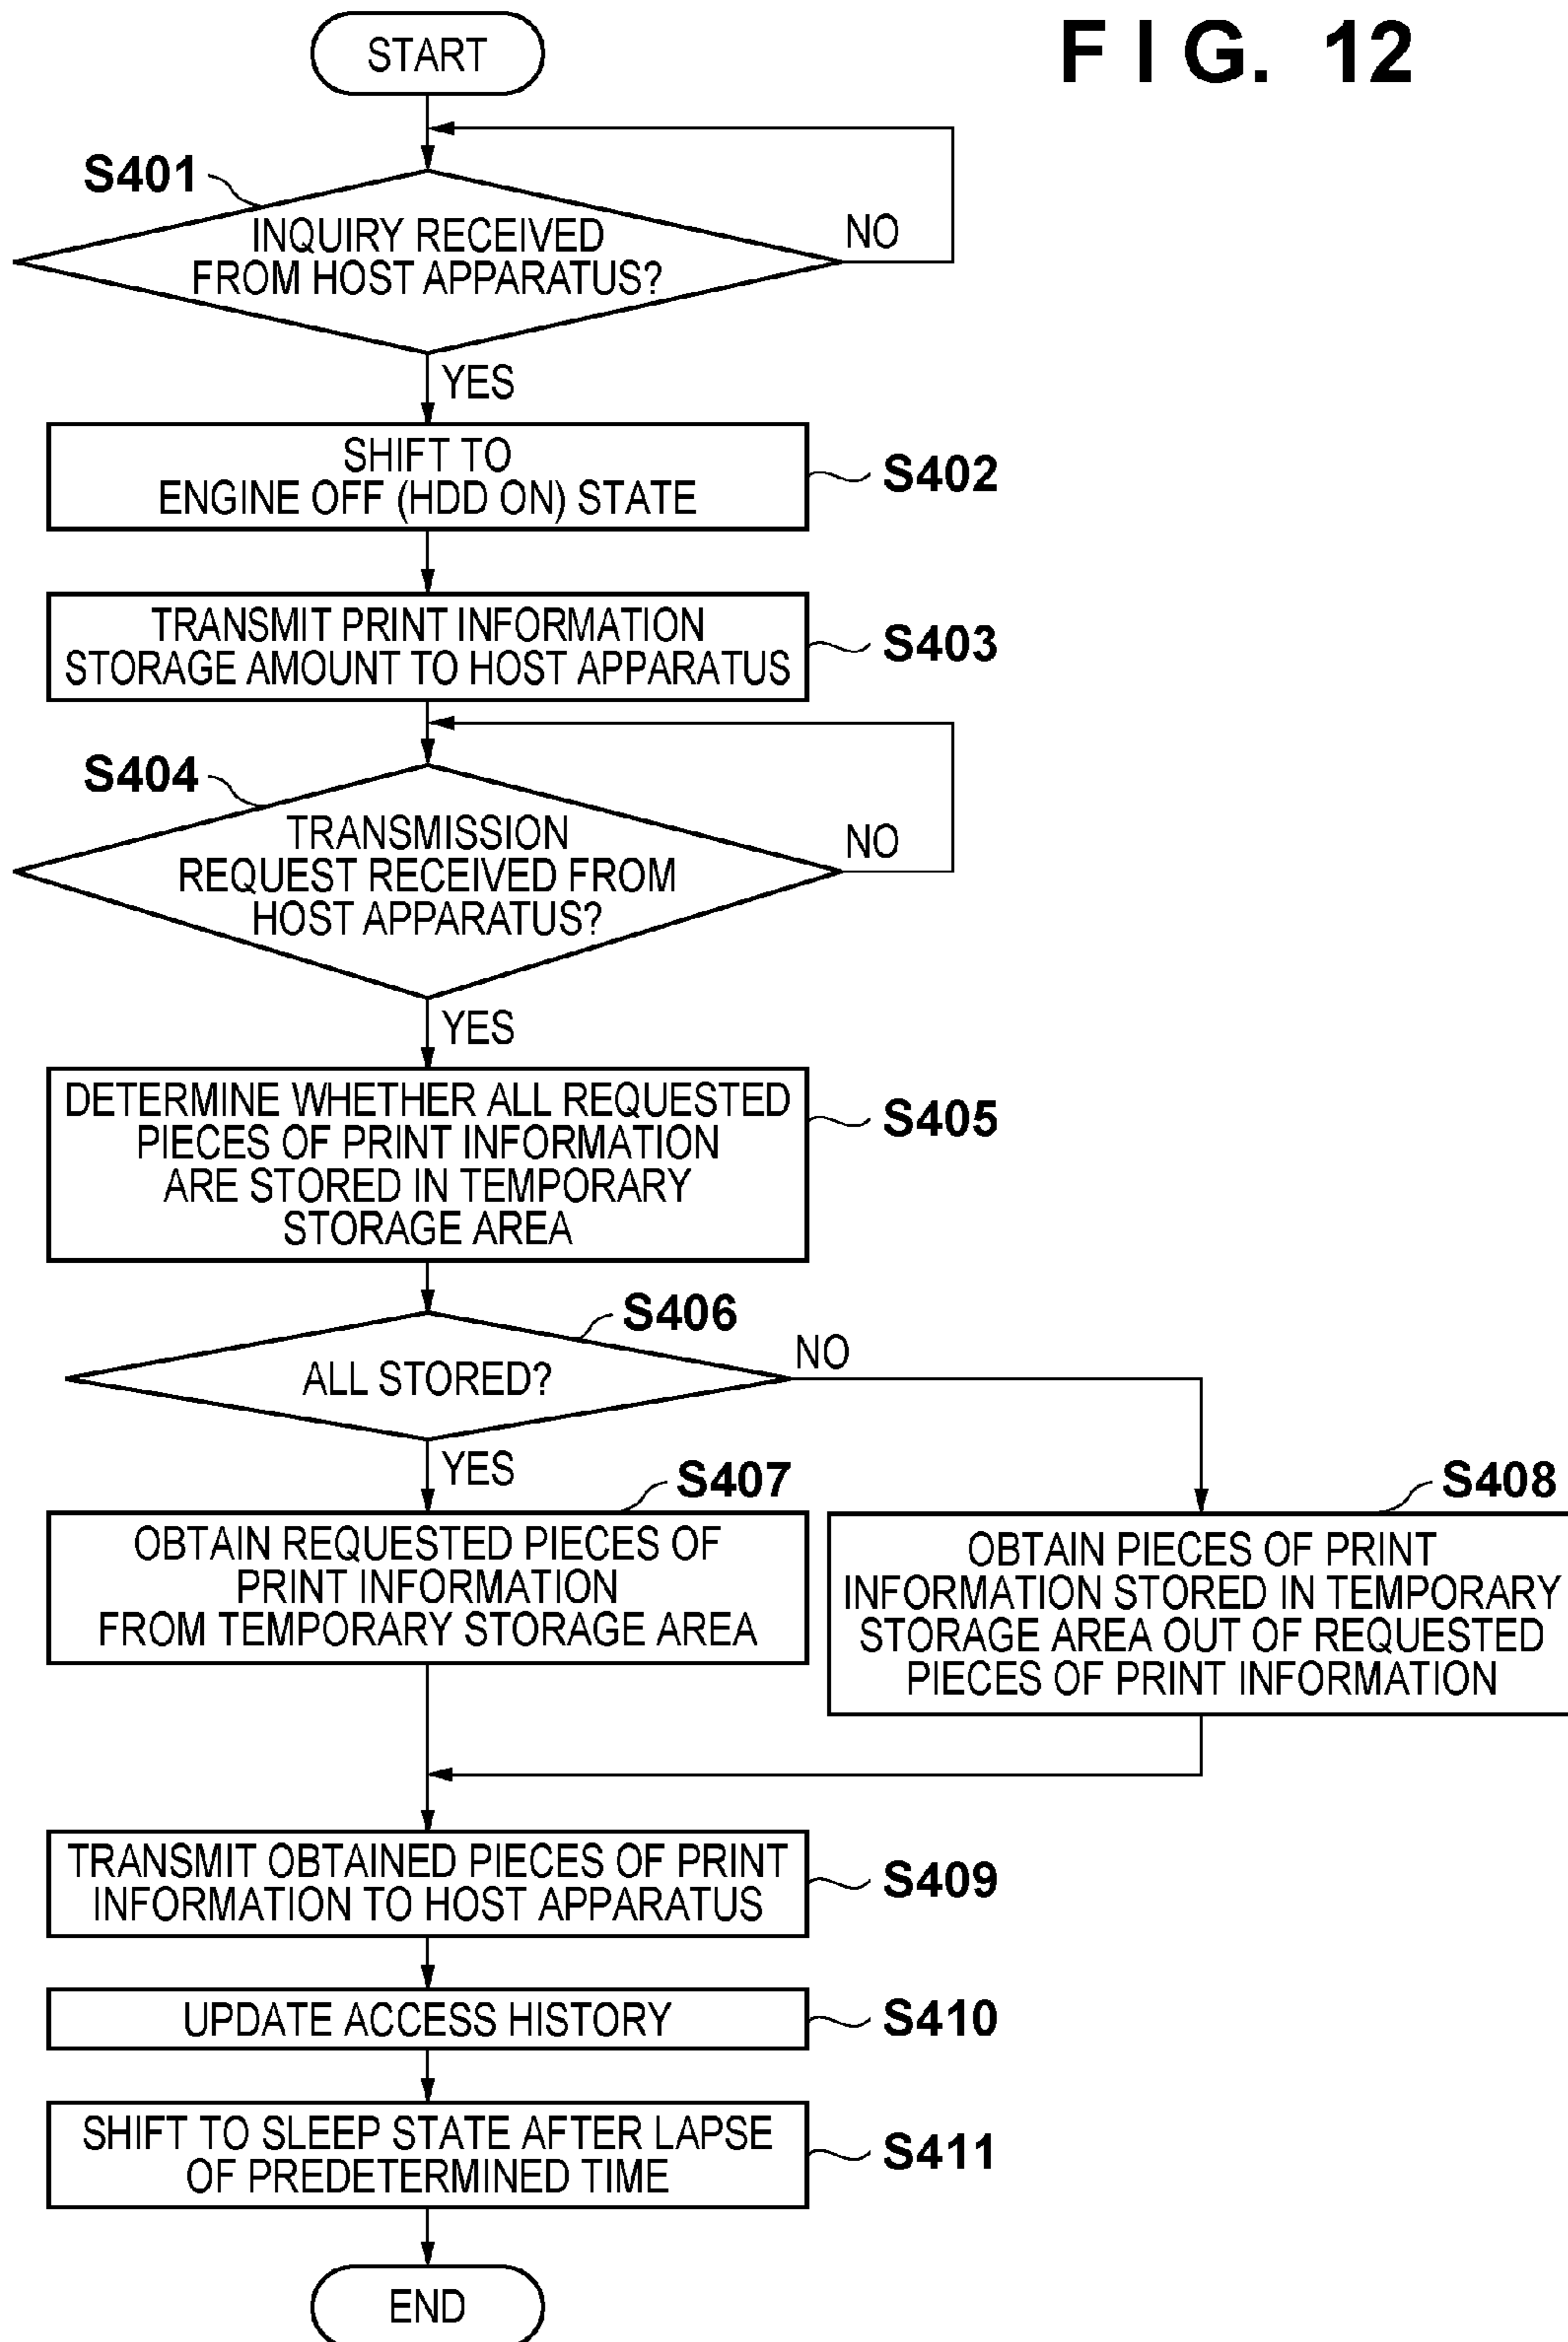 FIG. 12
START
S401
INQUIRY RECEIVED
FROM HOST APPARATUS?
NO
YES
SHIFT TO
ENGINE OFF (HDD ON) STATE
S402
TRANSMIT PRINT INFORMATION
STORAGE AMOUNT TO HOST APPARATUS
S403
S404
TRANSMISSION
REQUEST RECEIVED FROM
HOST APPARATUS?
NO
YES
DETERMINE WHETHER ALL REQUESTED
PIECES OF PRINT INFORMATION
ARE STORED IN TEMPORARY
STORAGE AREA
S405
S406
ALL STORED?
NO
YES
S407
OBTAIN REQUESTED PIECES OF
PRINT INFORMATION
FROM TEMPORARY STORAGE AREA
S408
OBTAIN PIECES OF PRINT
INFORMATION STORED IN TEMPORARY
STORAGE AREA OUT OF REQUESTED
PIECES OF PRINT INFORMATION
TRANSMIT OBTAINED PIECES OF PRINT
INFORMATION TO HOST APPARATUS
S409
UPDATE ACCESS HISTORY
S410
SHIFT TO SLEEP STATE AFTER LAPSE
OF PREDETERMINED TIME
S411
END